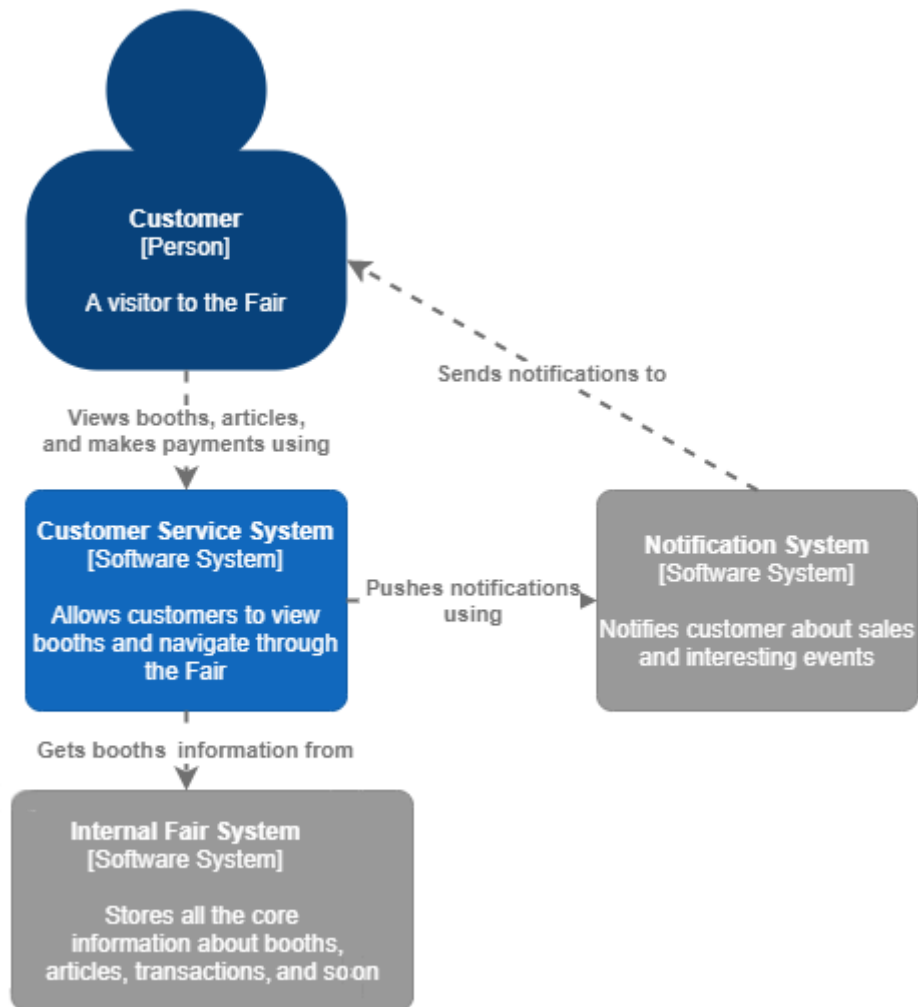 Customer
[Person]
A visitor to the Fair
Sends notifications to
Views booths, articles,
and makes payments using
Customer Service System
[Software System]
Allows customers to view
booths and navigate through
the Fair
Pushes notifications
using
Notification System
[Software System]
Notifies customer about sales
and interesting events
Gets booths information from
Internal Fair System
[Software System]
Stores all the core
information about booths,
articles, transactions, and so on